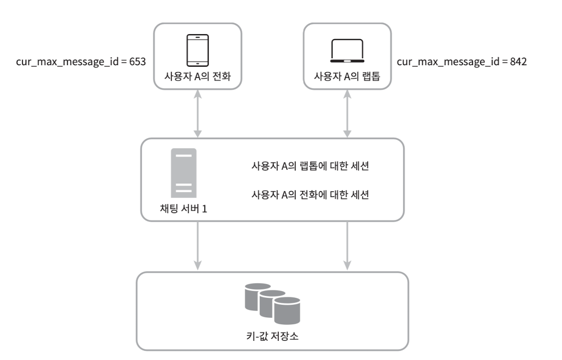 cur_max_message_id = 653
사용자 A의 전화
사용자 A의 랩톱
cur_max_message_id = 842
사용자 A의 랩톱에 대한 세션
사용자 A의 전화에 대한 세션
채팅 서버 1
키-값 저장소